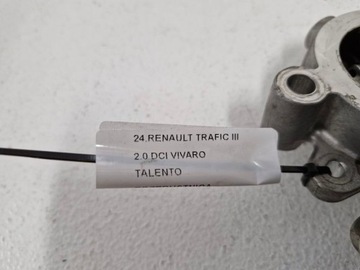 24.RENAULT TRAFIC III
2.0 DCI VIVARO
TALENTO